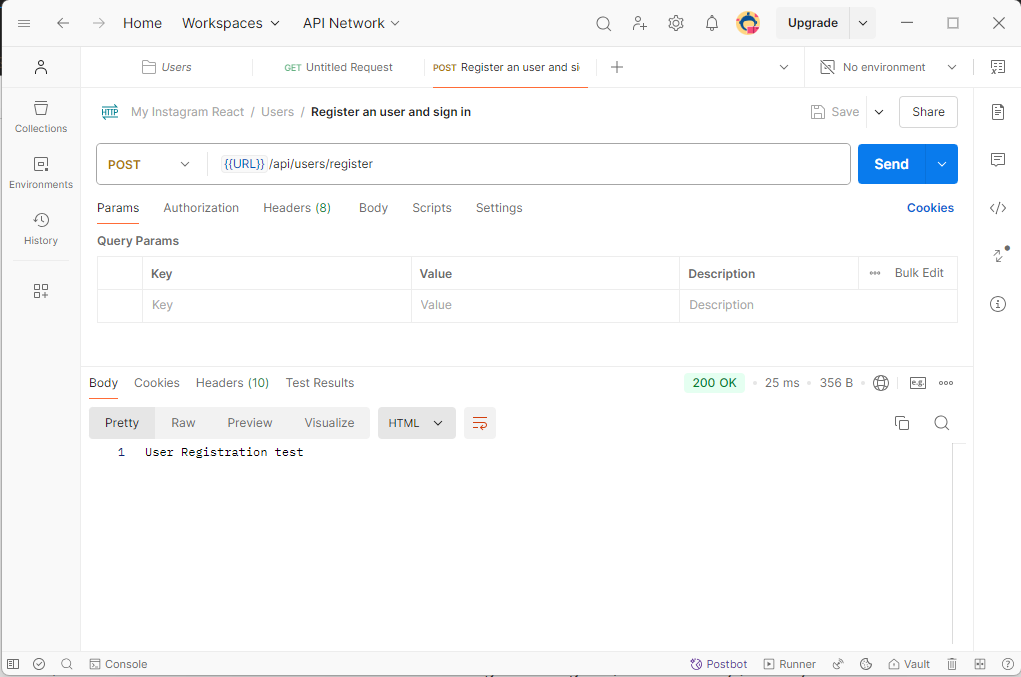 Home Workspaces API Network Upgrade
Users GET Untitled Request POST Register an user and si No environment
HTTP My Instagram React / Users / Register an user and sign in Save Share
Collections
Environments
History
POST {{URL}} /api/users/register Send
Params Authorization Headers (8) Body Scripts Settings Cookies
Query Params
Key Value Description Bulk Edit
Key Value Description
Body Cookies Headers (10) Test Results 200 OK 25 ms 356 B e.g.
Pretty Raw Preview Visualize HTML
1 User Registration test
Console Postbot Runner Vault